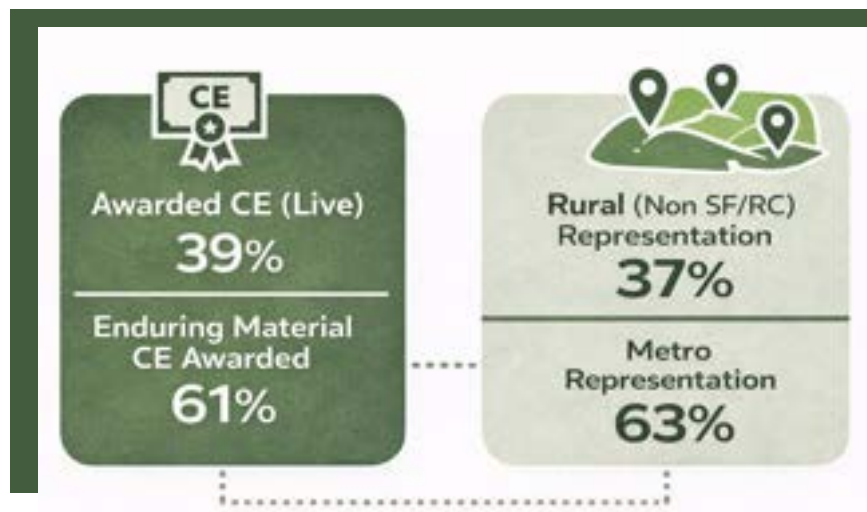 CE
Awarded CE (Live)
39%
Enduring Material
CE Awarded
61%
Rural (Non SF/RC)
Representation
37%
Metro
Representation
63%